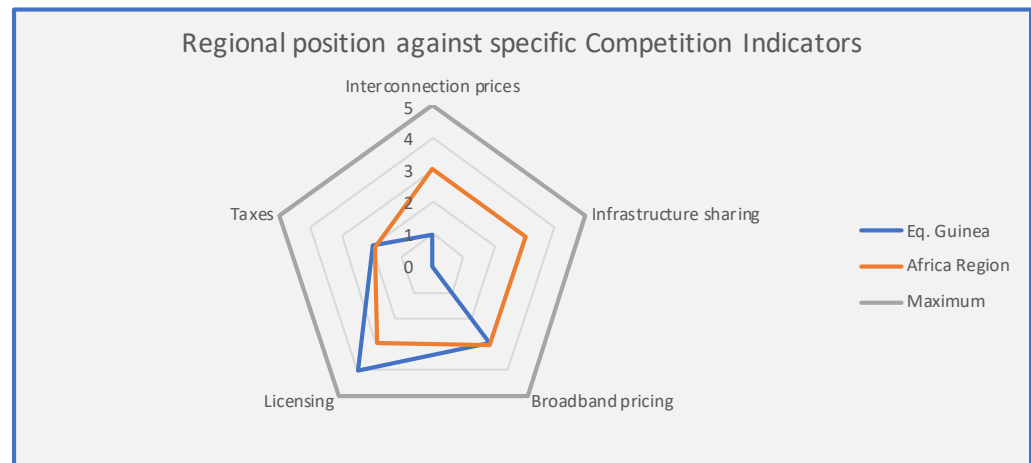 Regional position against specific Competition Indicators
Interconnection prices
5
4
3
2
1
0
Infrastructure sharing
Broadband pricing
Licensing
Taxes
Eq. Guinea
Africa Region
Maximum